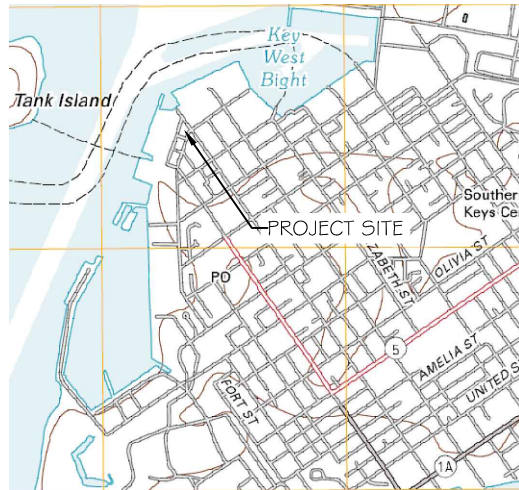 Key
West
Bight
Tank Island
Souther
Keys Ce
PROJECT SITE
ZABETH ST
OLIVIA ST
PO
5
AMELIA ST
UNITED S
FORT ST
1A